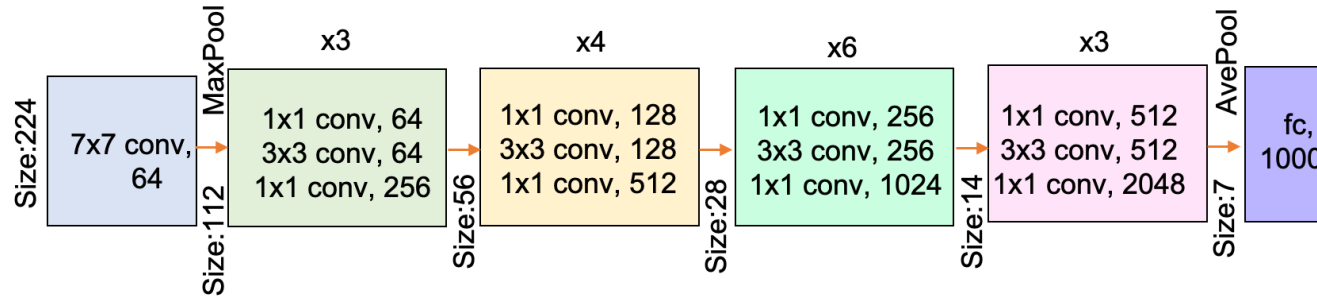 Size:224
7x7 conv,
64
MaxPool
Size:112
x3
1x1 conv, 64
3x3 conv, 64
1x1 conv, 256
Size:56
x4
1x1 conv, 128
3x3 conv, 128
1x1 conv, 512
Size:28
x6
1x1 conv, 256
3x3 conv, 256
1x1 conv, 1024
Size:14
x3
1x1 conv, 512
3x3 conv, 512
1x1 conv, 2048
AvePool
Size:7
fc,
1000